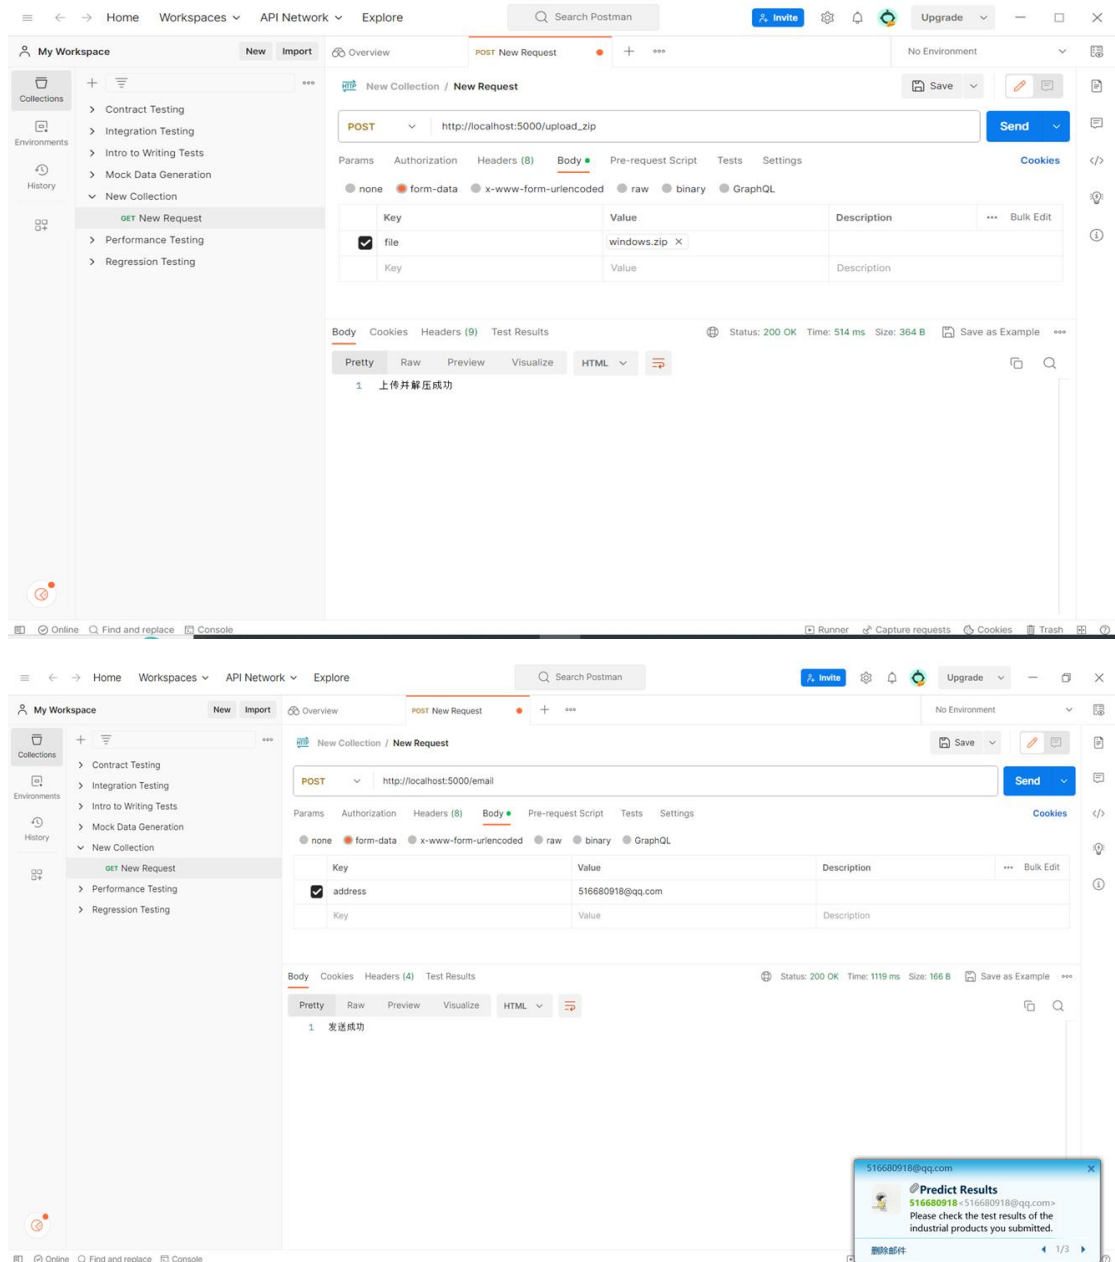 Home Workspaces API Network Explore Search Postman Invite Upgrade
My Workspace New Import Overview POST New Request No Environment
Collections
New Collection / New Request Save
Contract Testing
POST http://localhost:5000/upload_zip Send
Environments
Integration Testing
Intro to Writing Tests
Params Authorization Headers (8) Body Pre-request Script Tests Settings Cookies
History
Mock Data Generation
none form-data x-www-form-urlencoded raw binary GraphQL
New Collection
GET New Request
Key Value Description Bulk Edit
Performance Testing
file windows.zip
Regression Testing
Key Value Description
Body Cookies Headers (9) Test Results Status: 200 OK Time: 514 ms Size: 364 B Save as Example
Pretty Raw Preview Visualize HTML
1 上传并解压成功
Online Find and replace Console Runner Capture requests Cookies Trash
Home Workspaces API Network Explore Search Postman Invite Upgrade
My Workspace New Import Overview POST New Request No Environment
Collections
New Collection / New Request Save
Contract Testing
POST http://localhost:5000/email Send
Environments
Integration Testing
Intro to Writing Tests
Params Authorization Headers (8) Body Pre-request Script Tests Settings Cookies
History
Mock Data Generation
none form-data x-www-form-urlencoded raw binary GraphQL
New Collection
GET New Request
Key Value Description Bulk Edit
Performance Testing
address 516680918@qq.com
Regression Testing
Key Value Description
Body Cookies Headers (4) Test Results Status: 200 OK Time: 1119 ms Size: 166 B Save as Example
Pretty Raw Preview Visualize HTML
1 发送成功
516680918@qq.com
Predict Results
516680918<516680918@qq.com>
Please check the test results of the
industrial products you submitted.
删除邮件 1/3
Online Find and replace Console